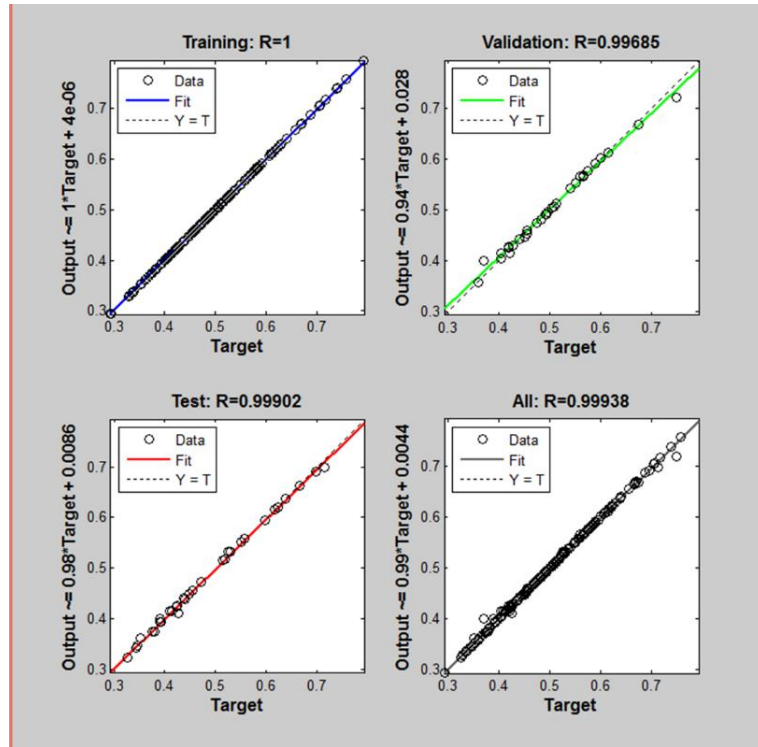 Training: R=1
Output ~= 1*Target + 4e-06
Data
Fit
Y = T
0.7
0.6
0.5
0.4
0.3
0.3 0.4 0.5 0.6 0.7
Target
Validation: R=0.99685
Output ~= 0.94*Target + 0.028
Data
Fit
Y = T
0.7
0.6
0.5
0.4
0.3
0.3 0.4 0.5 0.6 0.7
Target
Test: R=0.99902
Output ~= 0.98*Target + 0.0086
Data
Fit
Y = T
0.7
0.6
0.5
0.4
0.3
0.3 0.4 0.5 0.6 0.7
Target
All: R=0.99938
Output ~= 0.99*Target + 0.0044
Data
Fit
Y = T
0.7
0.6
0.5
0.4
0.3
0.3 0.4 0.5 0.6 0.7
Target